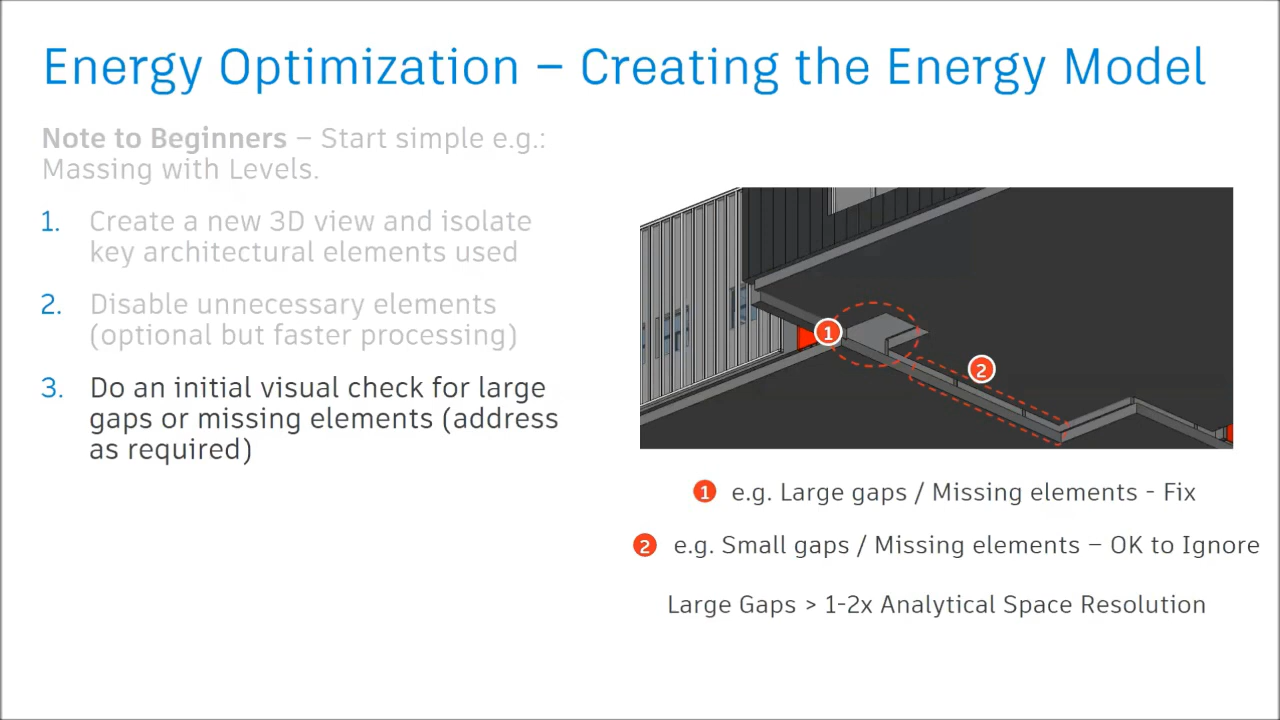 Energy Optimization – Creating the Energy Model
Note to Beginners – Start simple e.g.:
Massing with Levels.
1. Create a new 3D view and isolate
key architectural elements used
2. Disable unnecessary elements
(optional but faster processing)
3. Do an initial visual check for large
gaps or missing elements (address
as required)
1
2
1 e.g. Large gaps / Missing elements - Fix
2 e.g. Small gaps / Missing elements – OK to Ignore
Large Gaps > 1-2x Analytical Space Resolution